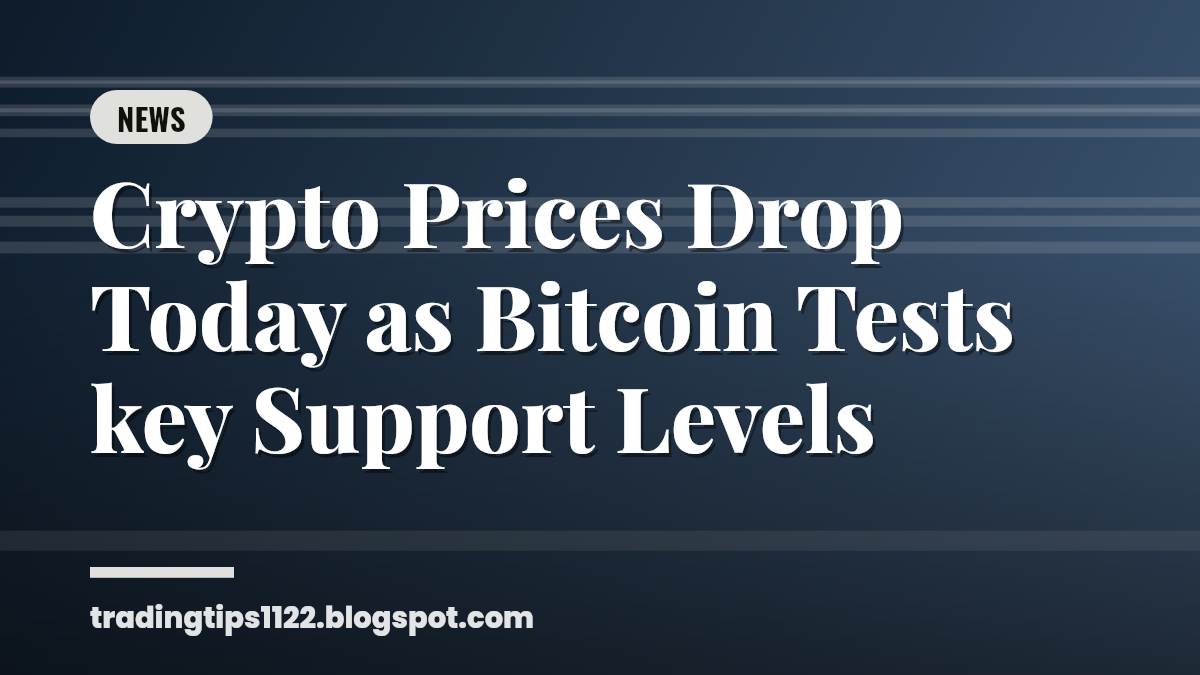 NEWS
Crypto Prices Drop
Today as Bitcoin Tests
key Support Levels
tradingtips1122.blogspot.com